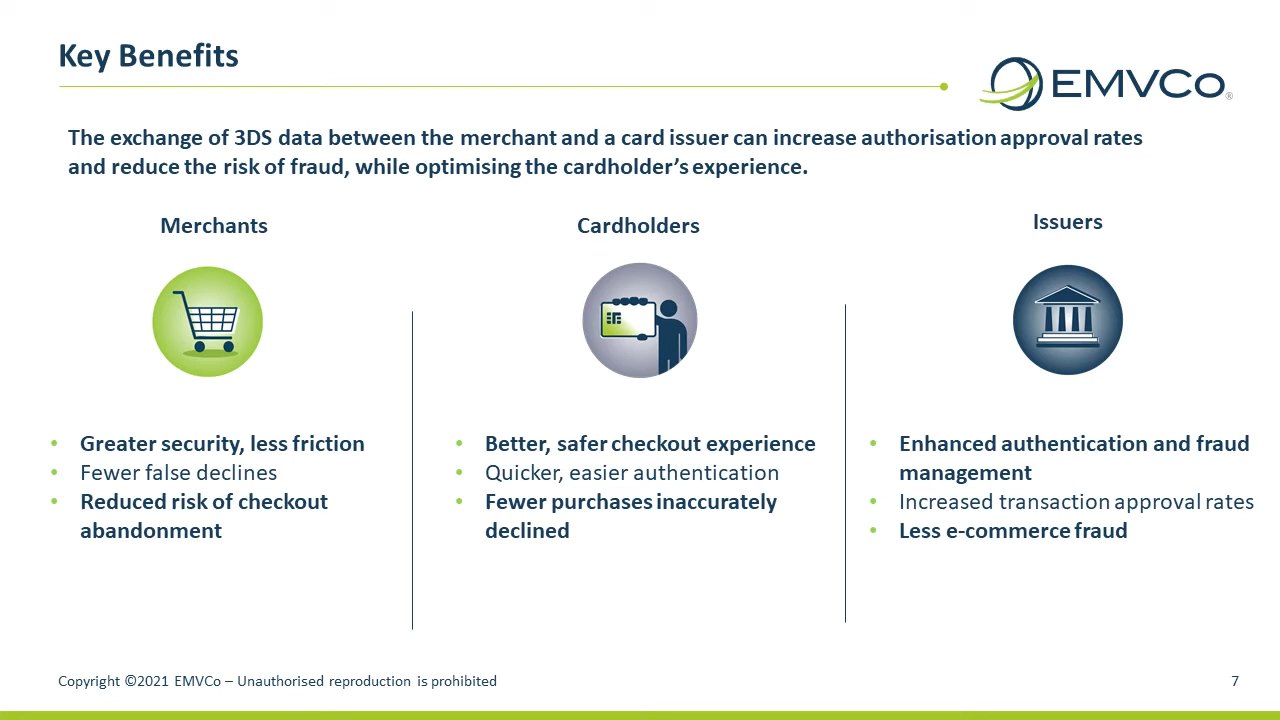 Key Benefits
EMVCo®
The exchange of 3DS data between the merchant and a card issuer can increase authorisation approval rates
and reduce the risk of fraud, while optimising the cardholder’s experience.
Merchants
Cardholders
Issuers
• Greater security, less friction
• Fewer false declines
• Reduced risk of checkout
abandonment
• Better, safer checkout experience
• Quicker, easier authentication
• Fewer purchases inaccurately
declined
• Enhanced authentication and fraud
management
• Increased transaction approval rates
• Less e-commerce fraud
Copyright ©2021 EMVCo – Unauthorised reproduction is prohibited
7